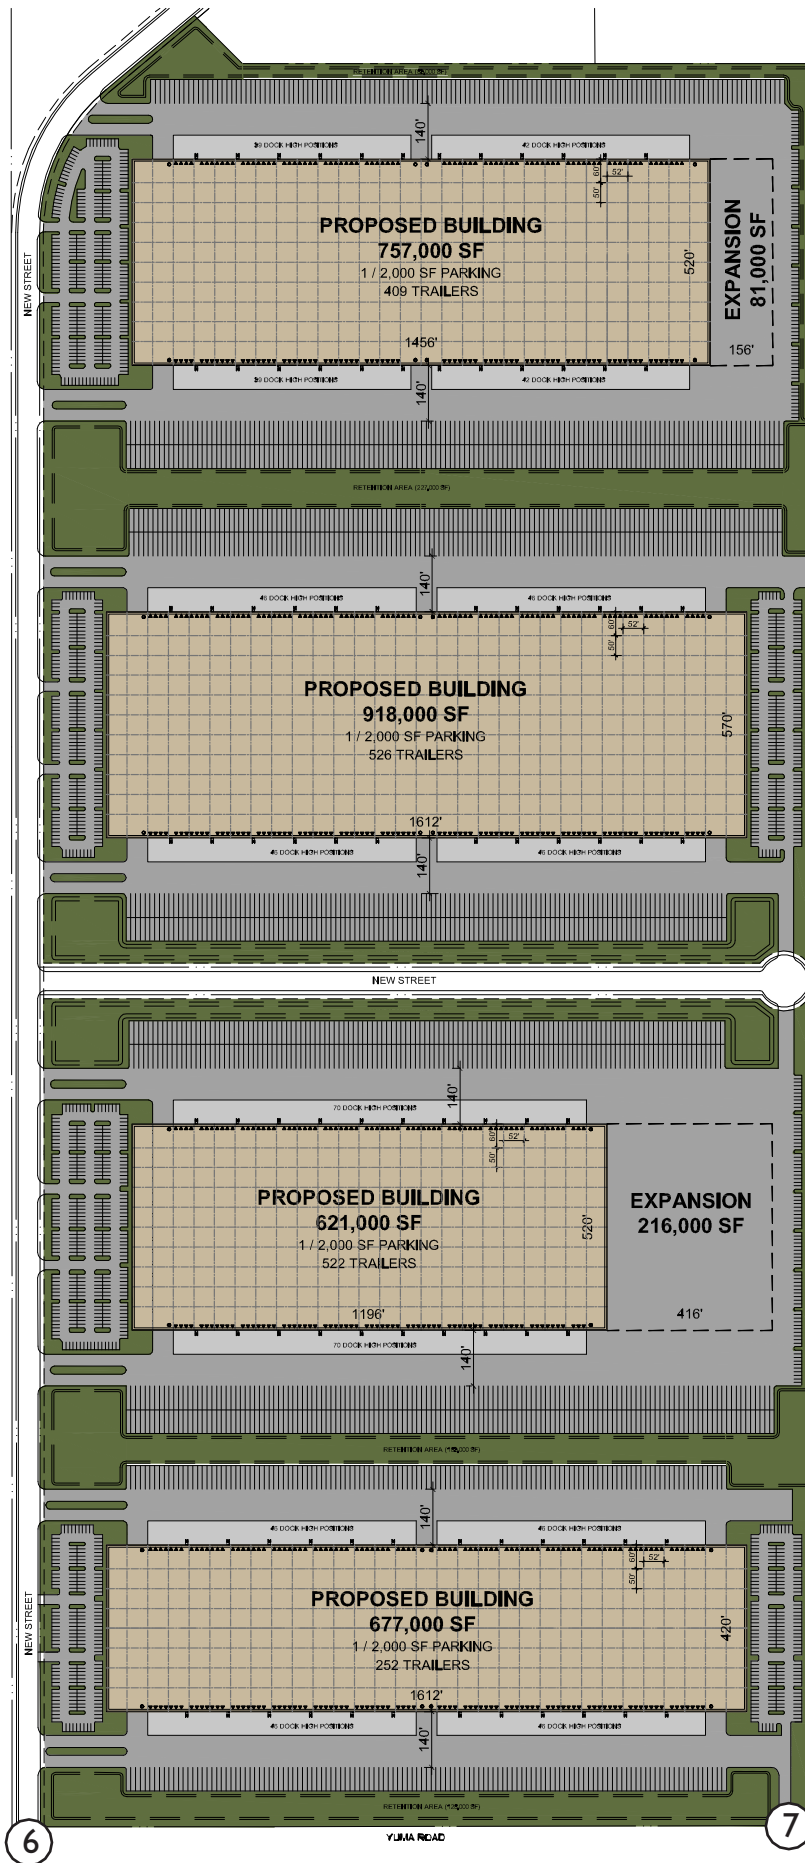 RETENTION AREA
140'
39 DOCK HIGH POSITIONS
42 DOCK HIGH POSITIONS
60'
52'
50'
PROPOSED BUILDING
757,000 SF
1 / 2,000 SF PARKING
409 TRAILERS
520'
EXPANSION
81,000 SF
NEW STREET
1456'
156'
39 DOCK HIGH POSITIONS
42 DOCK HIGH POSITIONS
140'
RETENTION AREA (227,000 SF)
140'
46 DOCK HIGH POSITIONS
46 DOCK HIGH POSITIONS
60'
52'
50'
PROPOSED BUILDING
918,000 SF
1 / 2,000 SF PARKING
526 TRAILERS
570'
1612'
46 DOCK HIGH POSITIONS
46 DOCK HIGH POSITIONS
140'
NEW STREET
140'
70 DOCK HIGH POSITIONS
60'
52'
50'
PROPOSED BUILDING
621,000 SF
1 / 2,000 SF PARKING
522 TRAILERS
520'
EXPANSION
216,000 SF
1196'
416'
70 DOCK HIGH POSITIONS
140'
RETENTION AREA
140'
46 DOCK HIGH POSITIONS
46 DOCK HIGH POSITIONS
60'
52'
50'
NEW STREET
PROPOSED BUILDING
677,000 SF
1 / 2,000 SF PARKING
252 TRAILERS
420'
1612'
46 DOCK HIGH POSITIONS
46 DOCK HIGH POSITIONS
140'
RETENTION AREA
6
7
YUMA ROAD